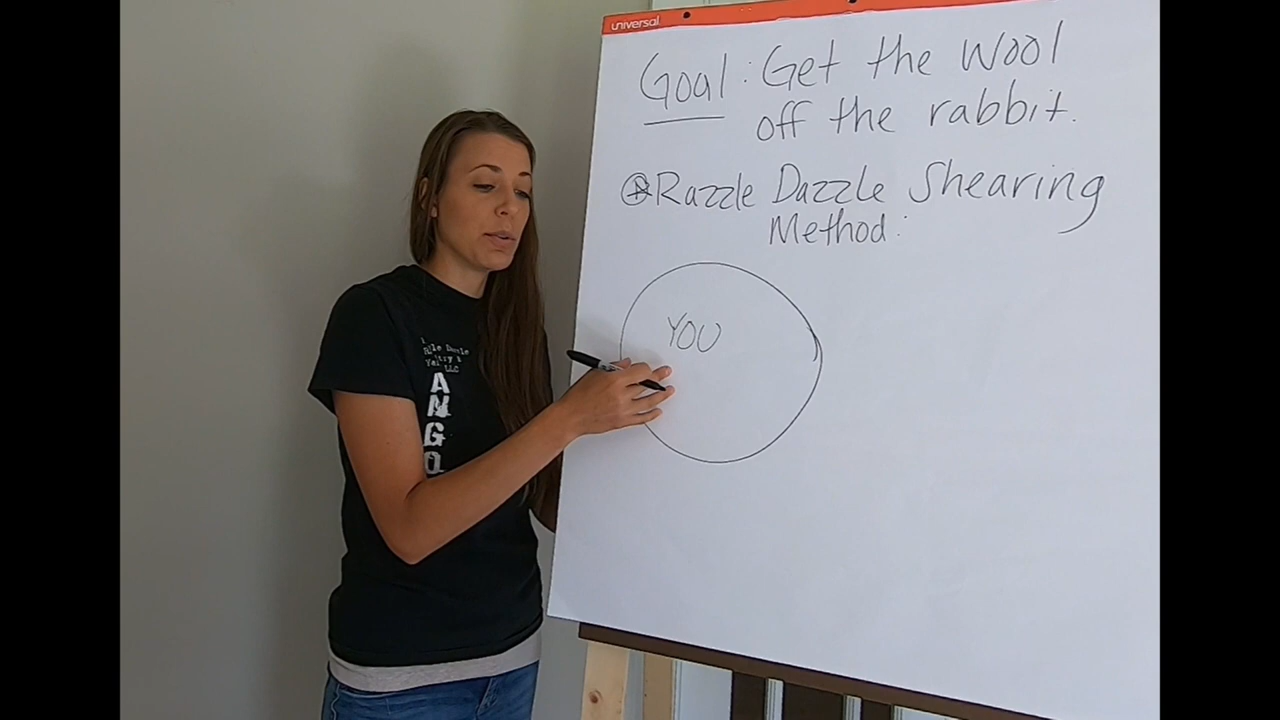 universal
Goal: Get the wool
off the rabbit.
Razzle Dazzle Shearing
Method:
YOU
ANGO